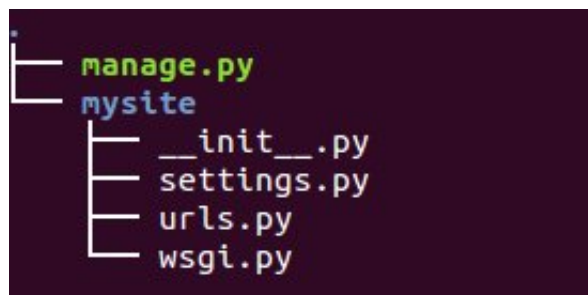 .
manage.py
mysite
__init__.py
settings.py
urls.py
wsgi.py